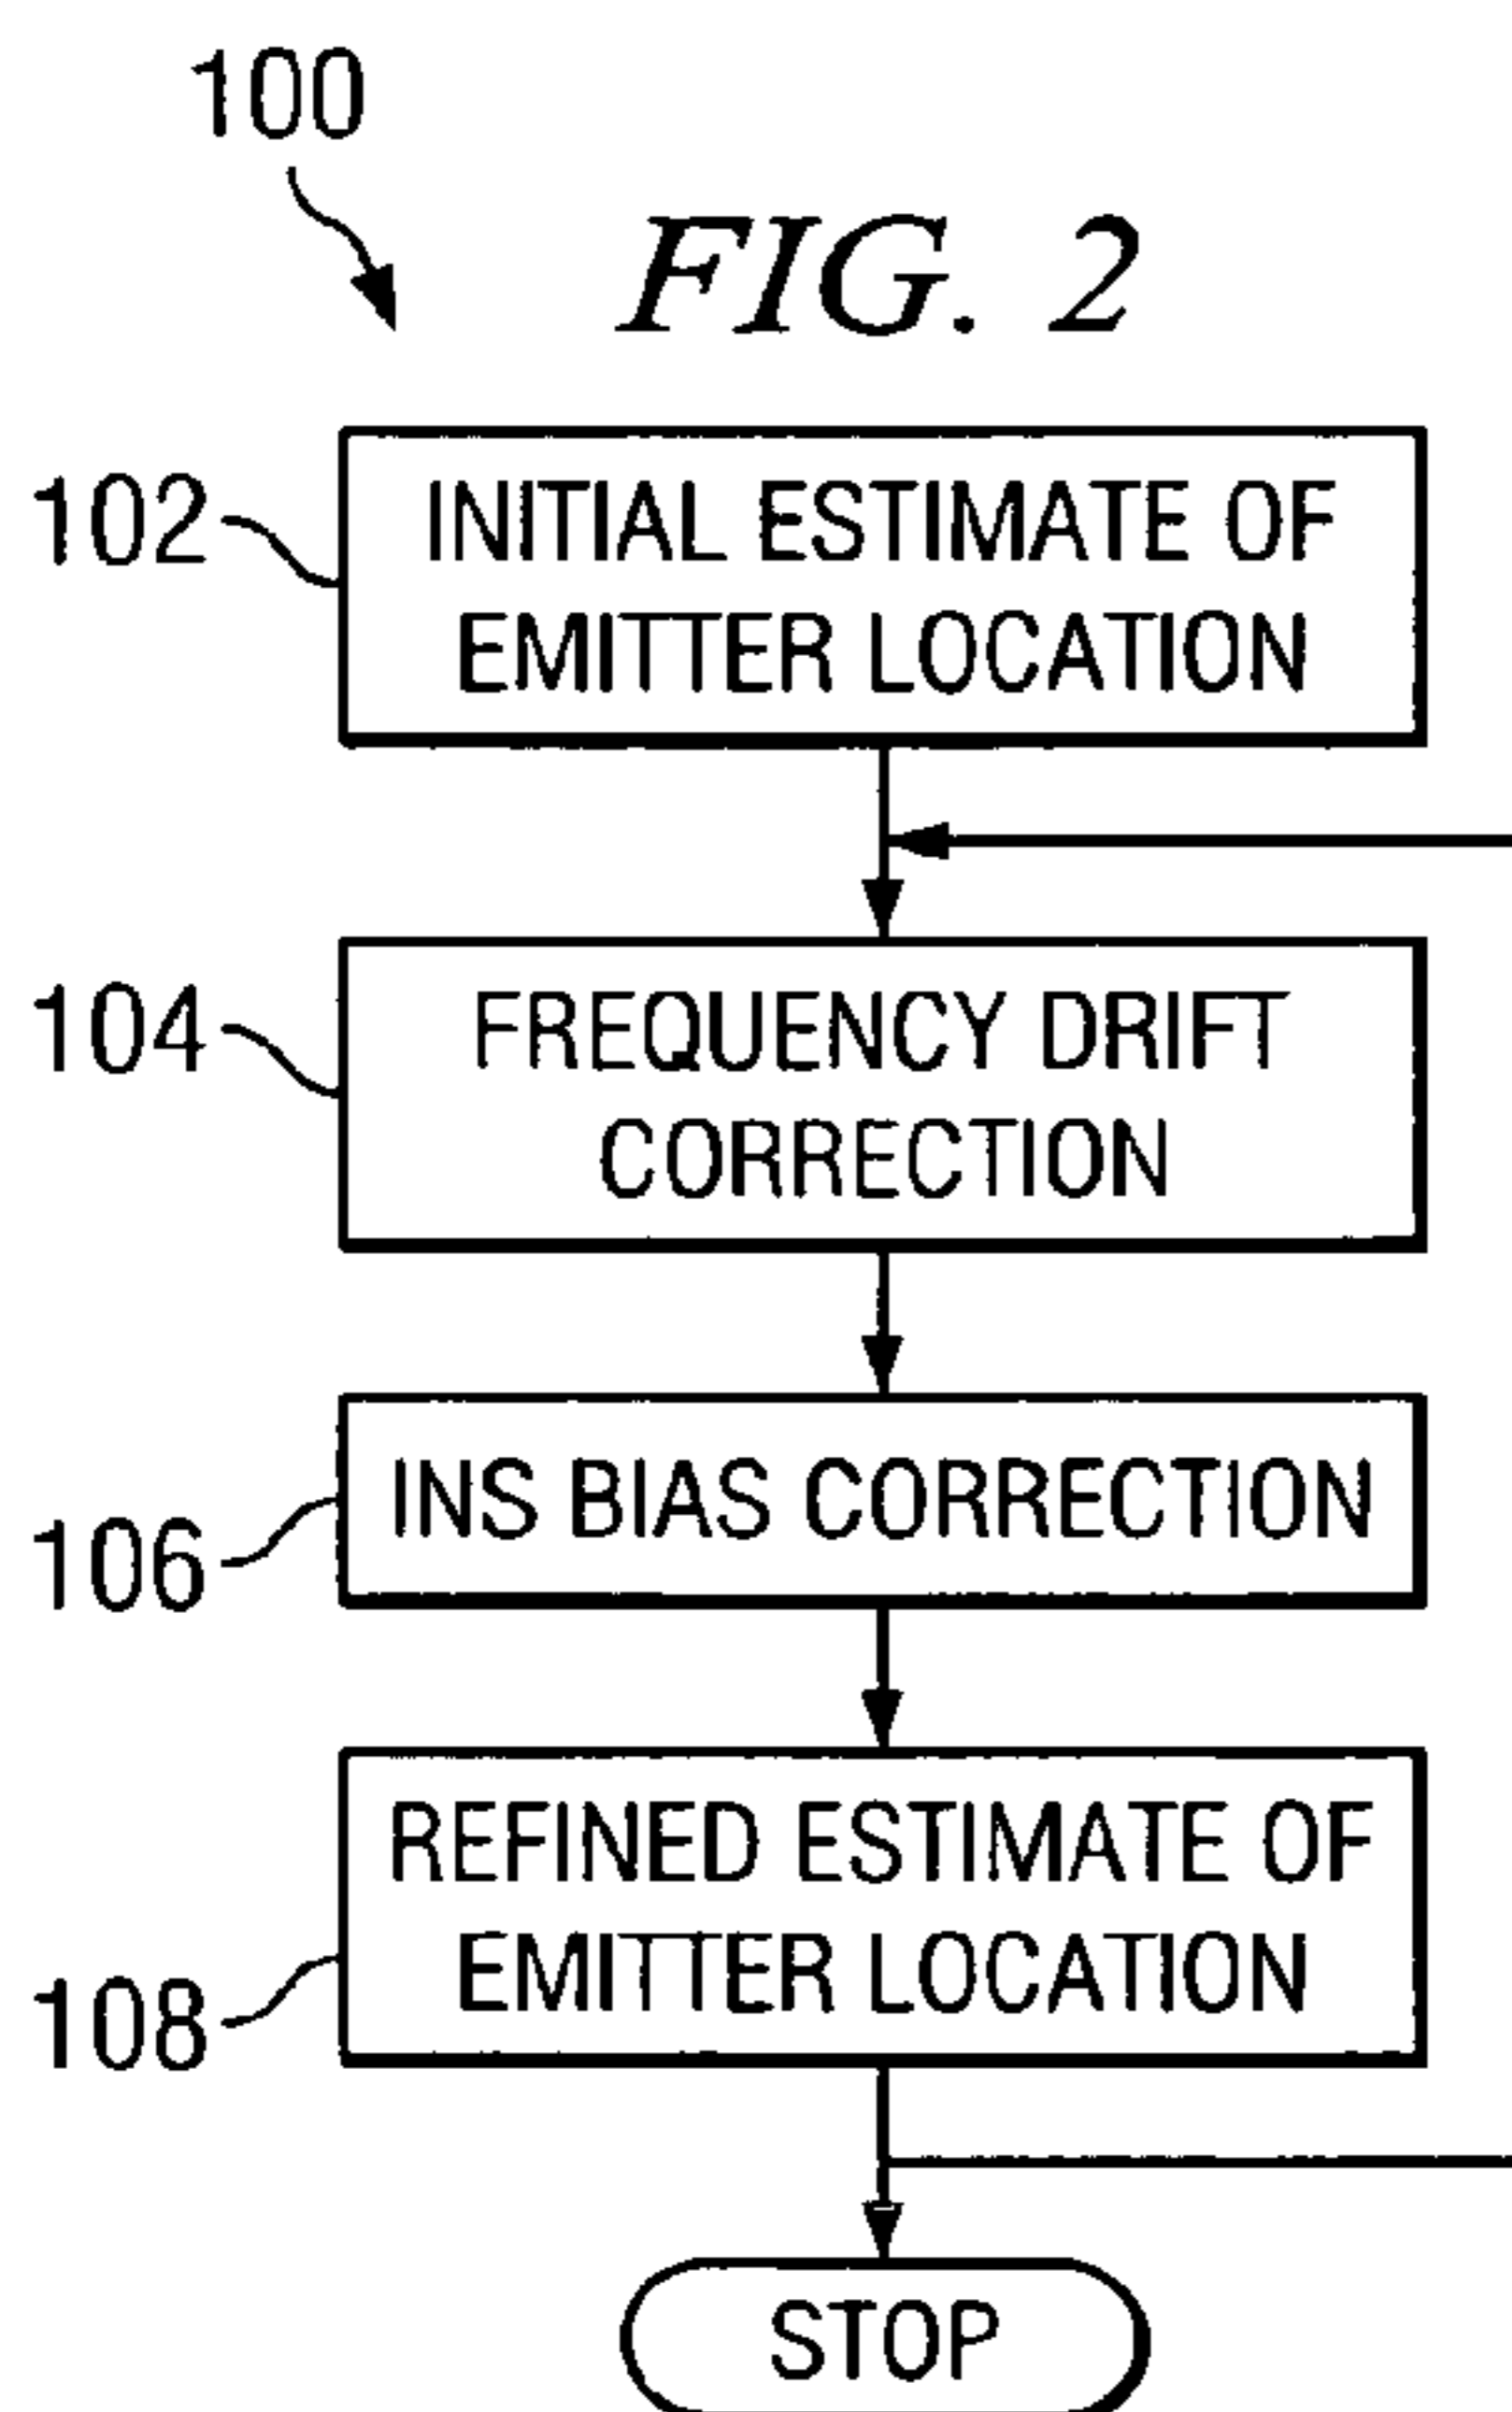 100
FIG. 2
102
INITIAL ESTIMATE OF
EMITTER LOCATION
104
FREQUENCY DRIFT
CORRECTION
106
INS BIAS CORRECTION
108
REFINED ESTIMATE OF
EMITTER LOCATION
STOP